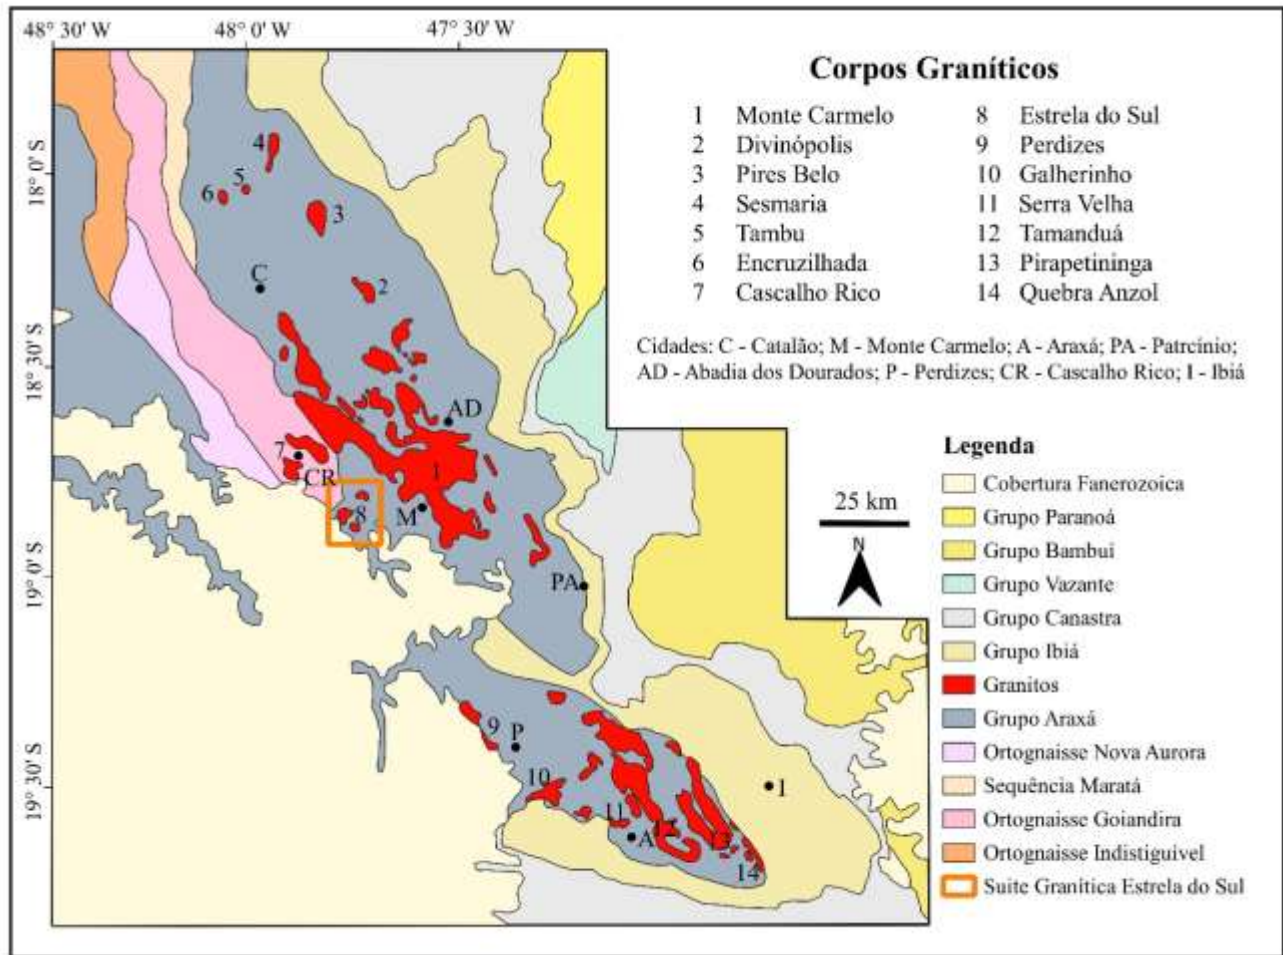 48° 30' W 48° 0' W 47° 30' W
18° 0' S
18° 30' S
19° 0' S
19° 30' S
Corpos Graníticos
1 Monte Carmelo 8 Estrela do Sul
2 Divinópolis 9 Perdizes
3 Pires Belo 10 Galherinho
4 Sesmaria 11 Serra Velha
5 Tambu 12 Tamanduá
6 Encruzilhada 13 Pirapetininga
7 Cascalho Rico 14 Quebra Anzol
Cidades: C - Catalão; M - Monte Carmelo; A - Araxá; PA - Patrcínio;
AD - Abadia dos Dourados; P - Perdizes; CR - Cascalho Rico; I - Ibiá
4
5
6
3
C
2
AD
7
CR
1
8
M
PA
9
P
10
I
11
A
12
13
14
25 km
N
Legenda
Cobertura Fanerozoica
Grupo Paranoá
Grupo Bambuí
Grupo Vazante
Grupo Canastra
Grupo Ibiá
Granitos
Grupo Araxá
Ortognaisse Nova Aurora
Sequência Maratá
Ortognaisse Goiandira
Ortognaisse Indistiguivel
Suite Granítica Estrela do Sul